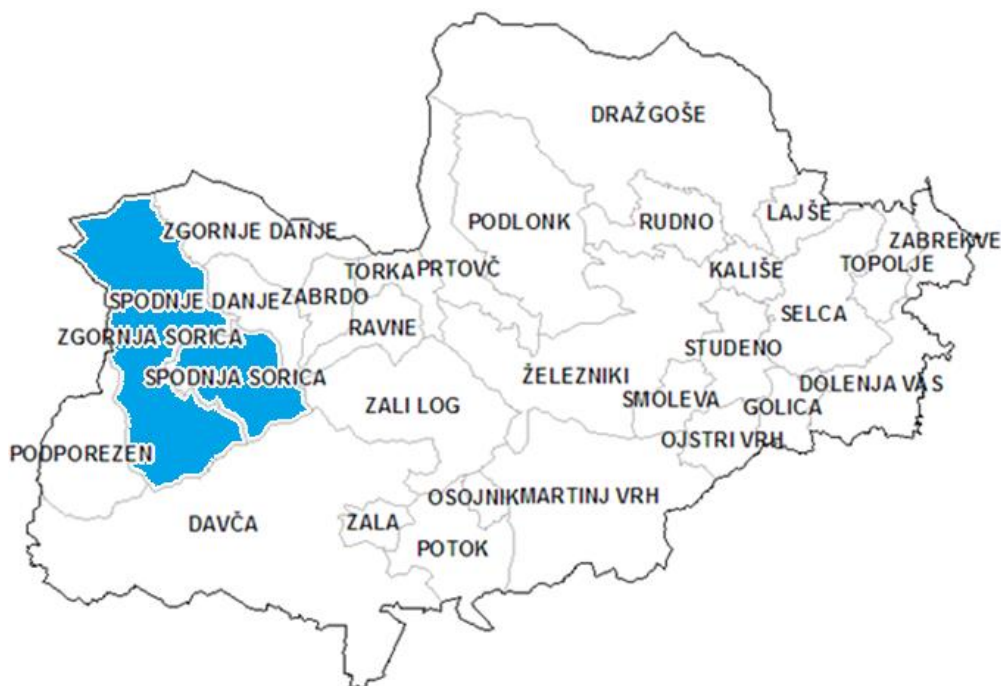 DRAŽGOŠE
PODLONK
RUDNO
LAJŠE
ZGORNJE DANJE
ZABREKVE
TORKA
PRTOVČ
KALIŠE
TOPOLJE
SPODNJE DANJE
ZABRDO
SELCA
ZGORNJA SORICA
RAVNE
STUDENO
SPODNJA SORICA
ŽELEZNIKI
DOLENJA VAS
ZALI LOG
SMOLEVA
GOLICA
OJSTRI VRH
PODPOREZEN
OSOJNIK
MARTINJ VRH
DAVČA
ZALA
POTOK